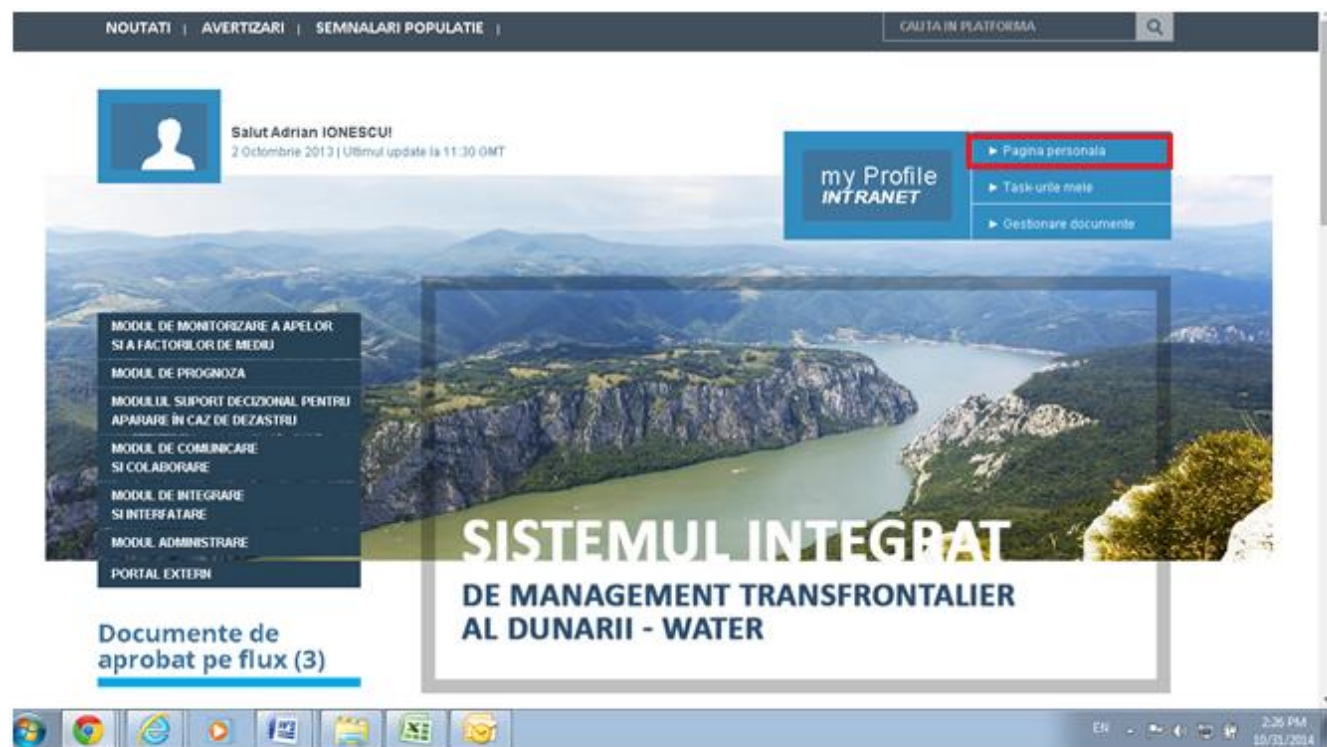 NOUTATI | AVERTIZARI | SEMNALARI POPULATIE |
CAUTA IN PLATFORMA
Salut Adrian IONESCU!
2 Octombrie 2013 | Ultimul update la 11:30 GMT
my Profile
INTRANET
► Pagina personala
► Task-urile mele
► Gestionare documente
MODUL DE MONITORIZARE A APELOR
SI A FACTORILOR DE MEDIU
MODUL DE PROGNOZA
MODULUL SUPORT DECIZIONAL PENTRU
APARARE ÎN CAZ DE DEZASTRU
MODUL DE COMUNICARE
SI COLABORARE
MODUL DE INTEGRARE
SI INTERFATARE
MODUL ADMINISTRARE
PORTAL EXTERN
SISTEMUL INTEGRAT
DE MANAGEMENT TRANSFRONTALIER
AL DUNARII - WATER
Documente de
aprobat pe flux (3)
EN
2:26 PM
10/31/2014